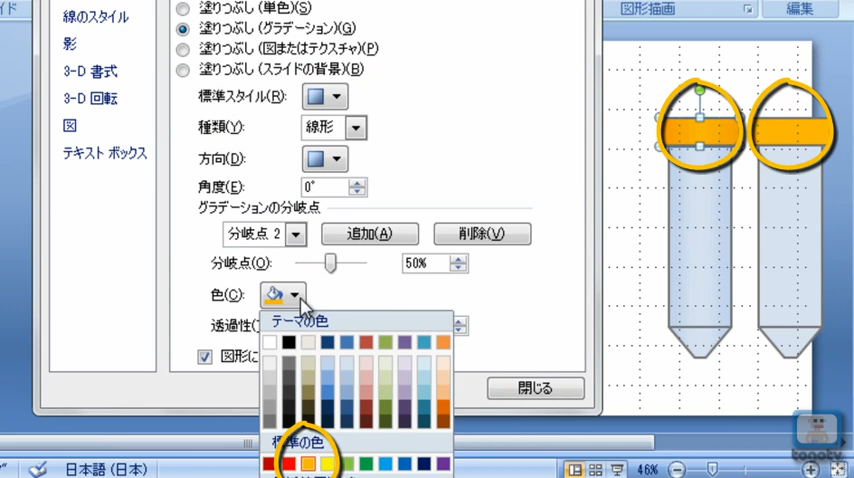 イド
図形描画
編集
線のスタイル
影
3-D 書式
3-D 回転
図
テキスト ボックス
塗りつぶし (単色)(S)
塗りつぶし (グラデーション)(G)
塗りつぶし (図またはテクスチャ)(P)
塗りつぶし (スライドの背景)(B)
標準スタイル(R):
種類(Y):
線形
方向(D):
角度(E):
0°
グラデーションの分岐点
分岐点 2
追加(A)
削除(V)
分岐点(O):
50%
色(C):
透過性(T
図形に
テーマの色
標準の色
閉じる
日本語 (日本)
46%
togotv